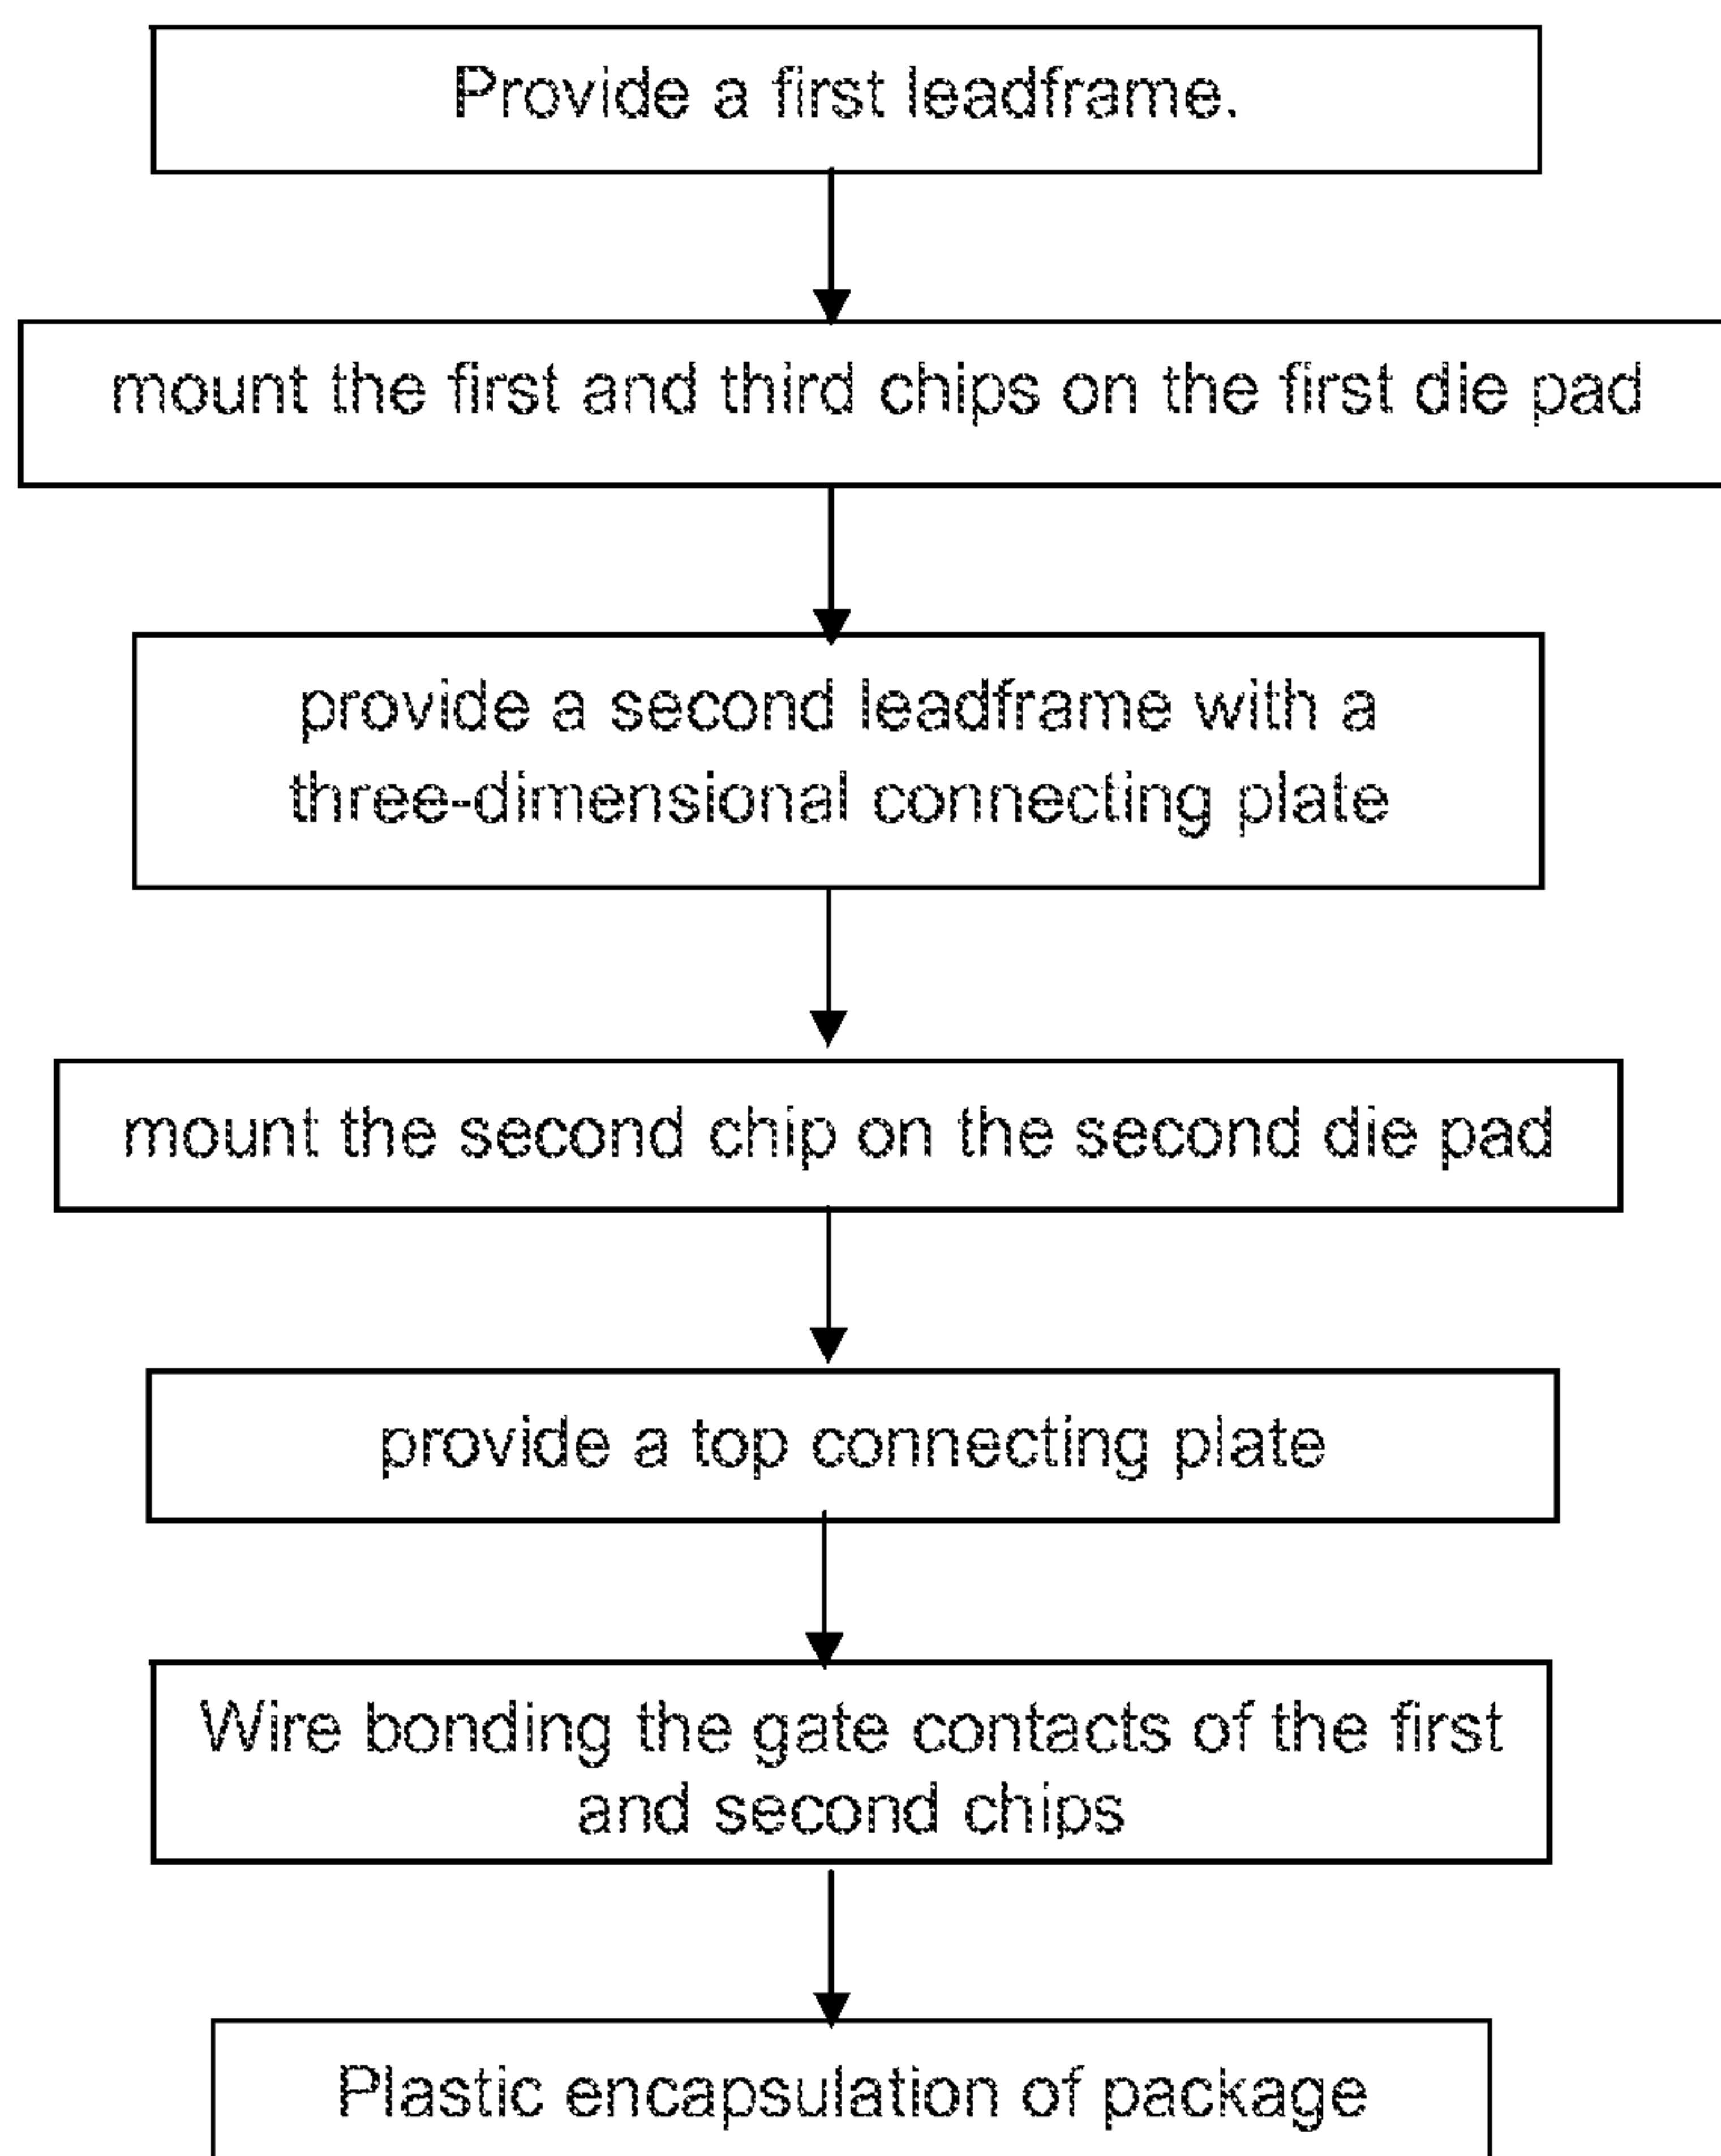 Provide a first leadframe.
mount the first and third chips on the first die pad
provide a second leadframe with a
three-dimensional connecting plate
mount the second chip on the second die pad
provide a top connecting plate
Wire bonding the gate contacts of the first
and second chips
Plastic encapsulation of package